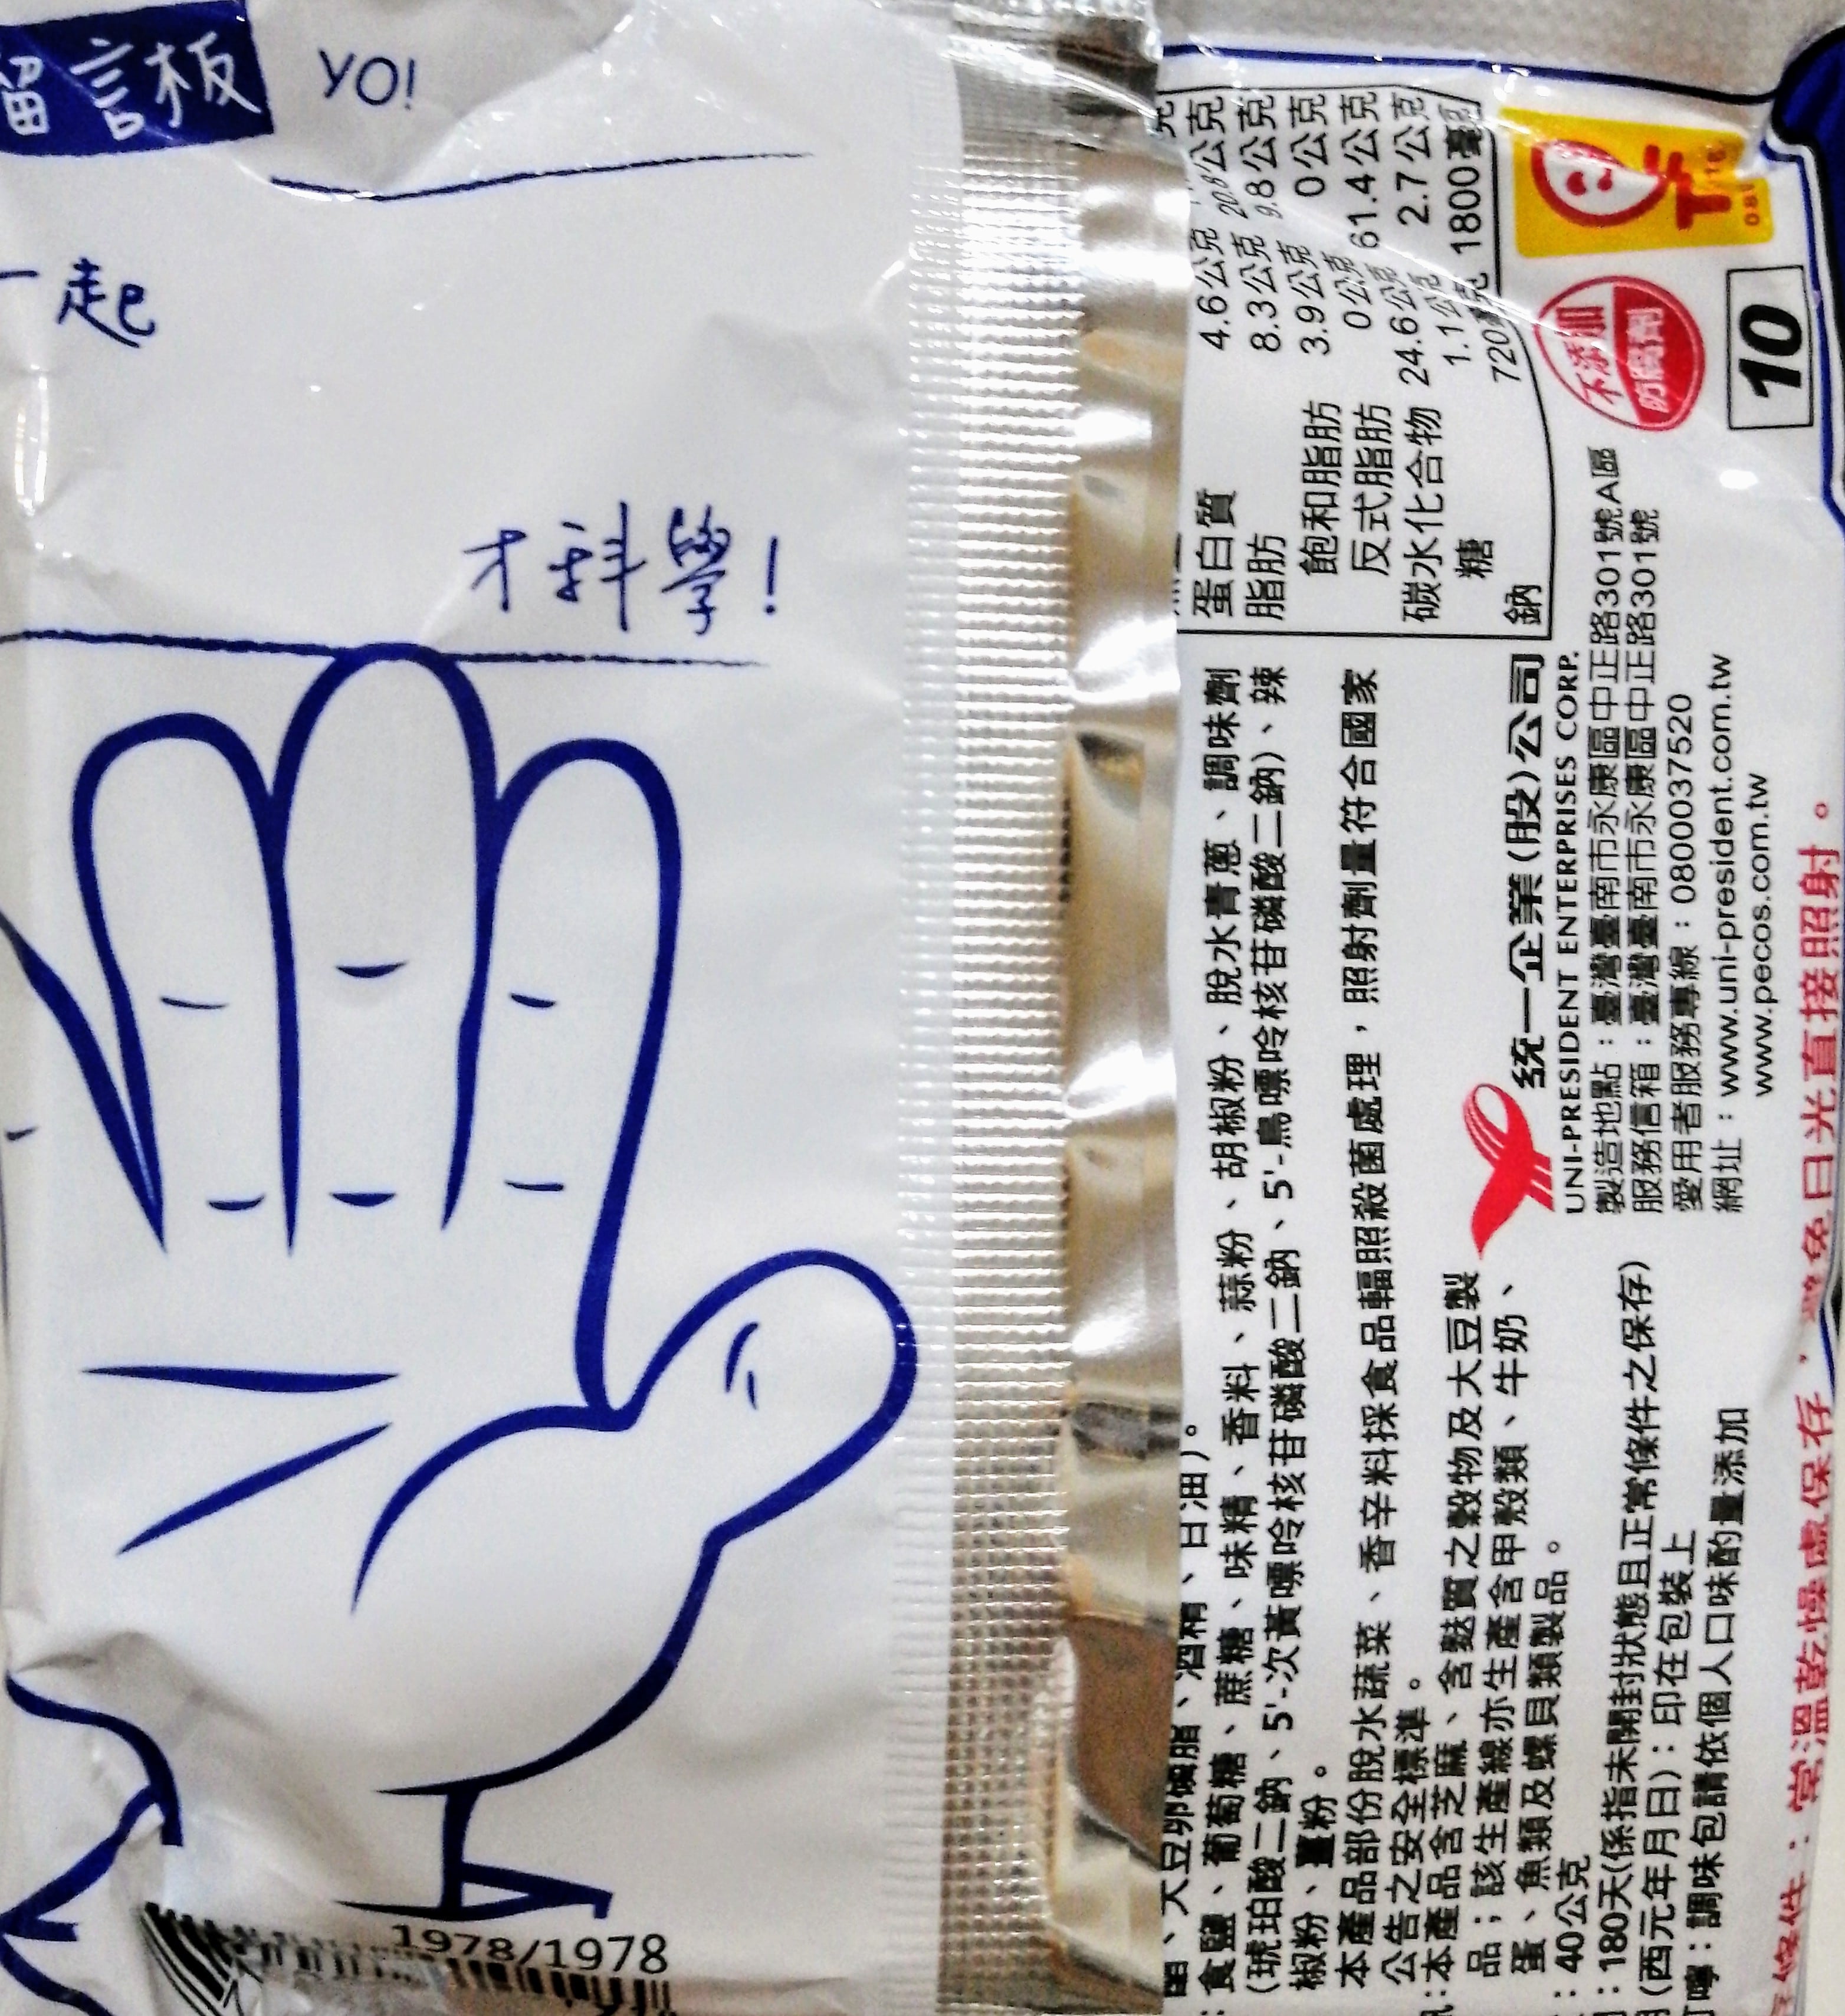 留言板
YO!
一起
才科學!
1978/1978
克
蛋白質 4.6公克 公克
脂肪 8.3公克 9.8公克
飽和脂肪 3.9公克 0公克
反式脂肪 0公克 61.4公克
碳水化合物 24.6公克 2.7公克
糖 1.1公克 1800毫克
鈉 720毫克
、大豆卵磷脂、酒精、
食鹽、葡萄糖、蔗糖、味精、香料、蒜粉、胡椒粉、脫水青蔥、調味劑
(琥珀酸二鈉、5'-次黃嘌呤核苷磷酸二鈉、5'-鳥嘌呤核苷磷酸二鈉)、辣
椒粉、薑粉。
本產品部份脫水蔬菜、香辛料採食品輻照殺菌處理，照射劑量符合國家
公告之安全標準。
:本產品含芝麻、含麩質之穀物及大豆製
品；該生產線亦生產含甲殼類、牛奶、
蛋、魚類及螺貝類製品。
:40公克
:180天(係指未開封狀態且正常條件之保存)
(西元年月日):印在包裝上
嚀:調味包請依個人口味酌量添加
條件:常溫乾燥處保存，避免日光直接照射。
統一企業(股)公司
UNI-PRESIDENT ENTERPRISES CORP.
製造地點:臺灣臺南市永康區中正路301號A區
服務信箱:臺灣臺南市永康區中正路301號
愛用者服務專線:0800037520
網址:www.uni-president.com.tw
www.pecos.com.tw
不添加
防腐劑
TQF
10